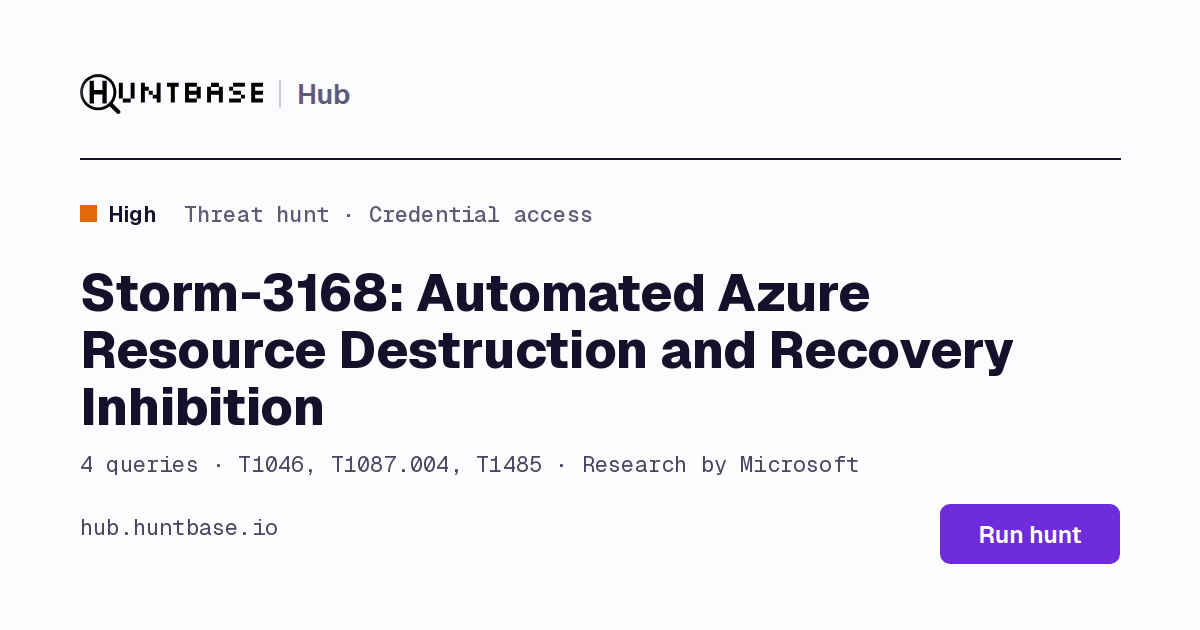 HUNTBASE Hub
High Threat hunt · Credential access
Storm-3168: Automated Azure
Resource Destruction and Recovery
Inhibition
4 queries · T1046, T1087.004, T1485 · Research by Microsoft
hub.huntbase.io
Run hunt